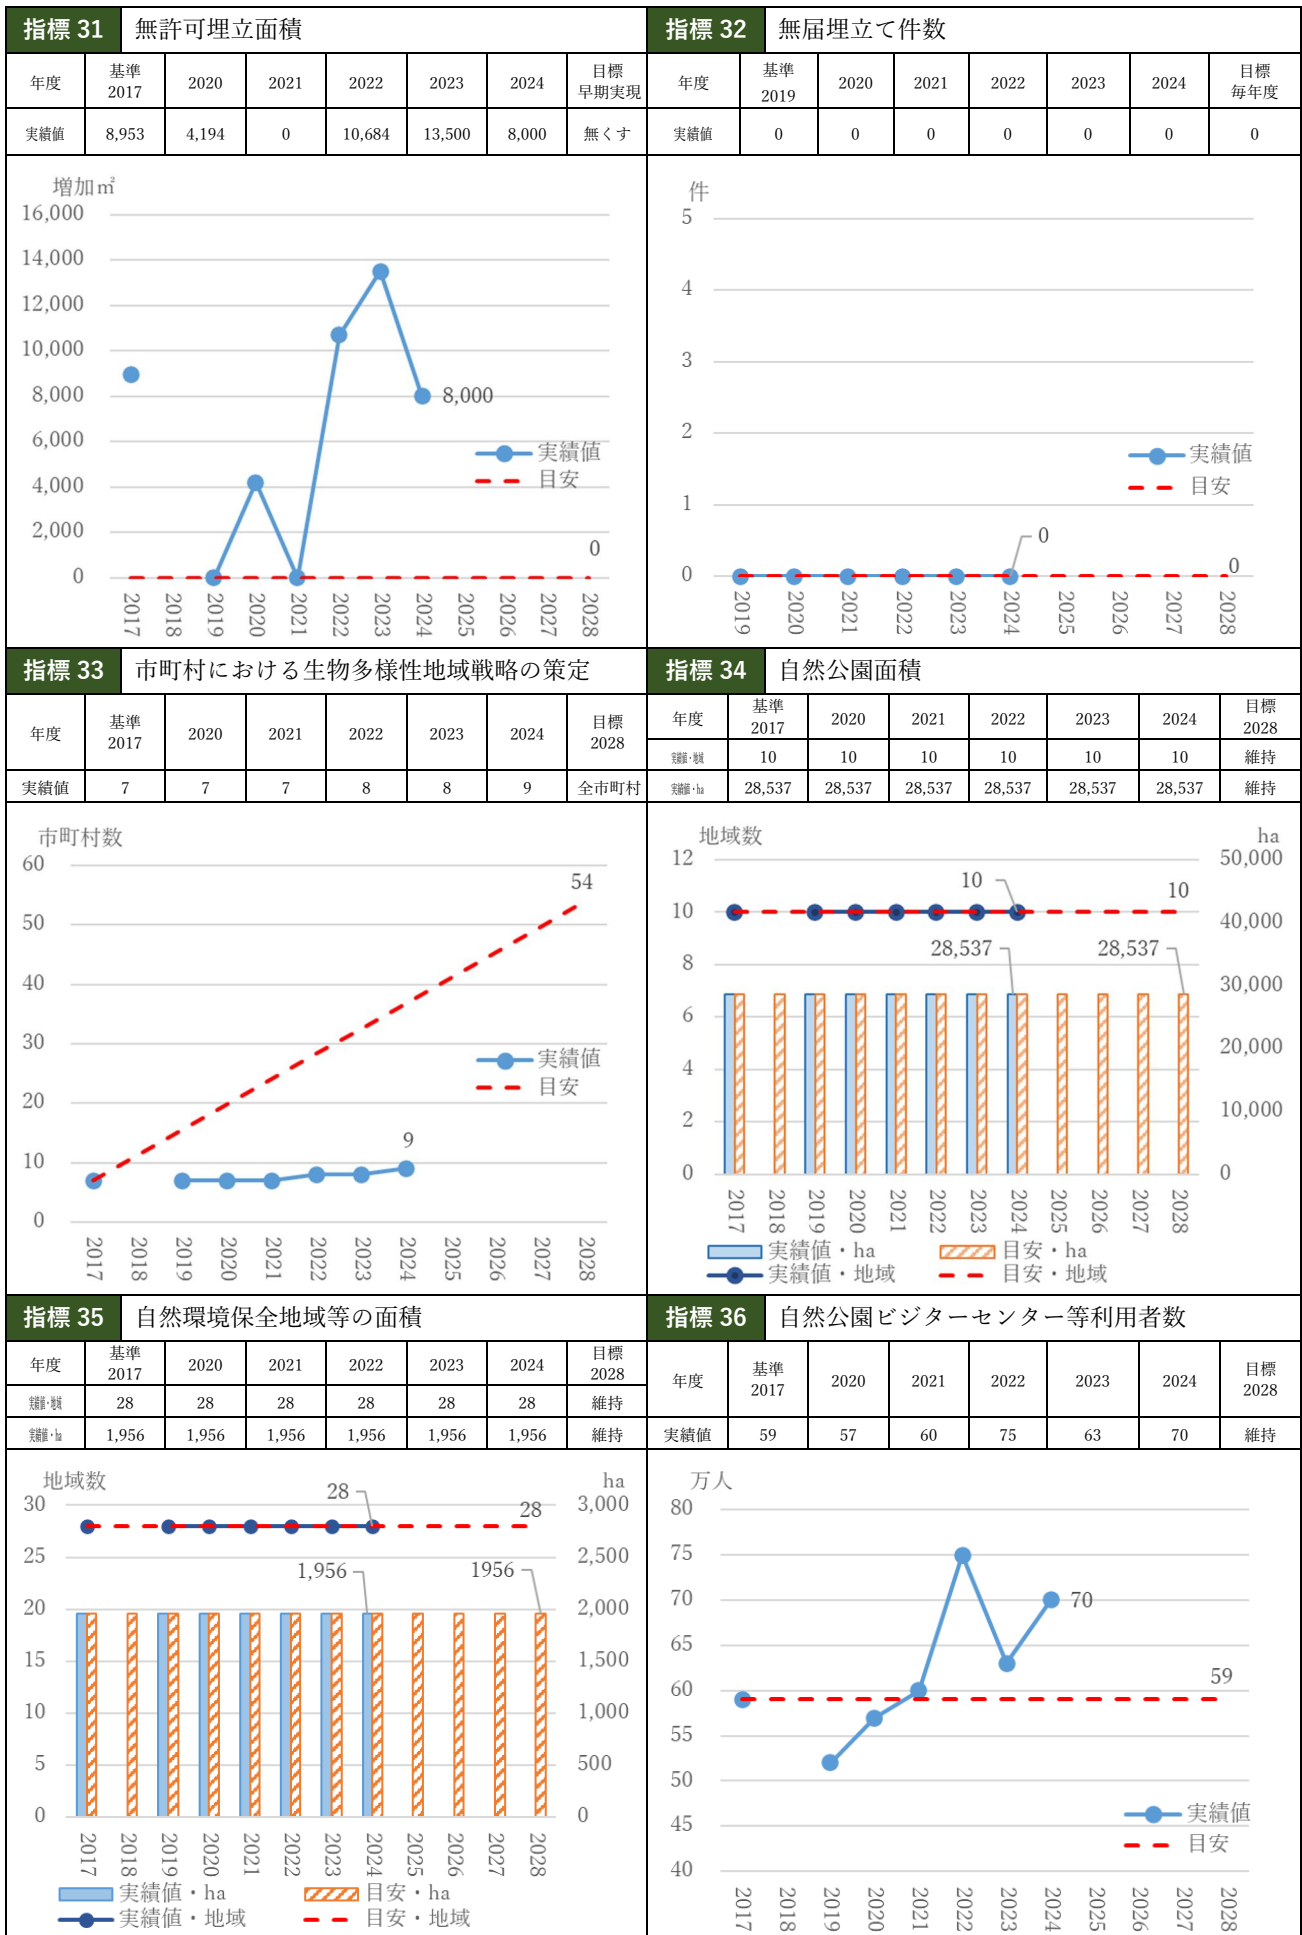 指標 31 無許可埋立面積
年度 基準 2017 2020 2021 2022 2023 2024 目標 早期実現
実績値 8,953 4,194 0 10,684 13,500 8,000 無くす
増加㎡
16,000
14,000
12,000
10,000
8,000
6,000
4,000
2,000
0
8,000
実績値
目安
0
2017 2018 2019 2020 2021 2022 2023 2024 2025 2026 2027 2028
指標 32 無届埋立て件数
年度 基準 2019 2020 2021 2022 2023 2024 目標 毎年度
実績値 0 0 0 0 0 0 0
件
5
4
3
2
1
0
実績値
目安
0
0
2019 2020 2021 2022 2023 2024 2025 2026 2027 2028
指標 33 市町村における生物多様性地域戦略の策定
年度 基準 2017 2020 2021 2022 2023 2024 目標 2028
実績値 7 7 7 8 8 9 全市町村
市町村数
60
50
40
30
20
10
0
54
実績値
目安
9
2017 2018 2019 2020 2021 2022 2023 2024 2025 2026 2027 2028
指標 34 自然公園面積
年度 基準 2017 2020 2021 2022 2023 2024 目標 2028
実績値・地域 10 10 10 10 10 10 維持
実績値・ha 28,537 28,537 28,537 28,537 28,537 28,537 維持
地域数 ha
12 50,000
10 40,000
8 30,000
6 20,000
4 10,000
2 0
0
10
10
28,537 28,537
2017 2018 2019 2020 2021 2022 2023 2024 2025 2026 2027 2028
実績値・ha 目安・ha
実績値・地域 目安・地域
指標 35 自然環境保全地域等の面積
年度 基準 2017 2020 2021 2022 2023 2024 目標 2028
実績値・地域 28 28 28 28 28 28 維持
実績値・ha 1,956 1,956 1,956 1,956 1,956 1,956 維持
地域数 ha
30 3,000
25 2,500
20 2,000
15 1,500
10 1,000
5 500
0 0
28
28
1,956 1956
2017 2018 2019 2020 2021 2022 2023 2024 2025 2026 2027 2028
実績値・ha 目安・ha
実績値・地域 目安・地域
指標 36 自然公園ビジターセンター等利用者数
年度 基準 2017 2020 2021 2022 2023 2024 目標 2028
実績値 59 57 60 75 63 70 維持
万人
80
75
70
65
60
55
50
45
40
70
59
実績値
目安
2017 2018 2019 2020 2021 2022 2023 2024 2025 2026 2027 2028